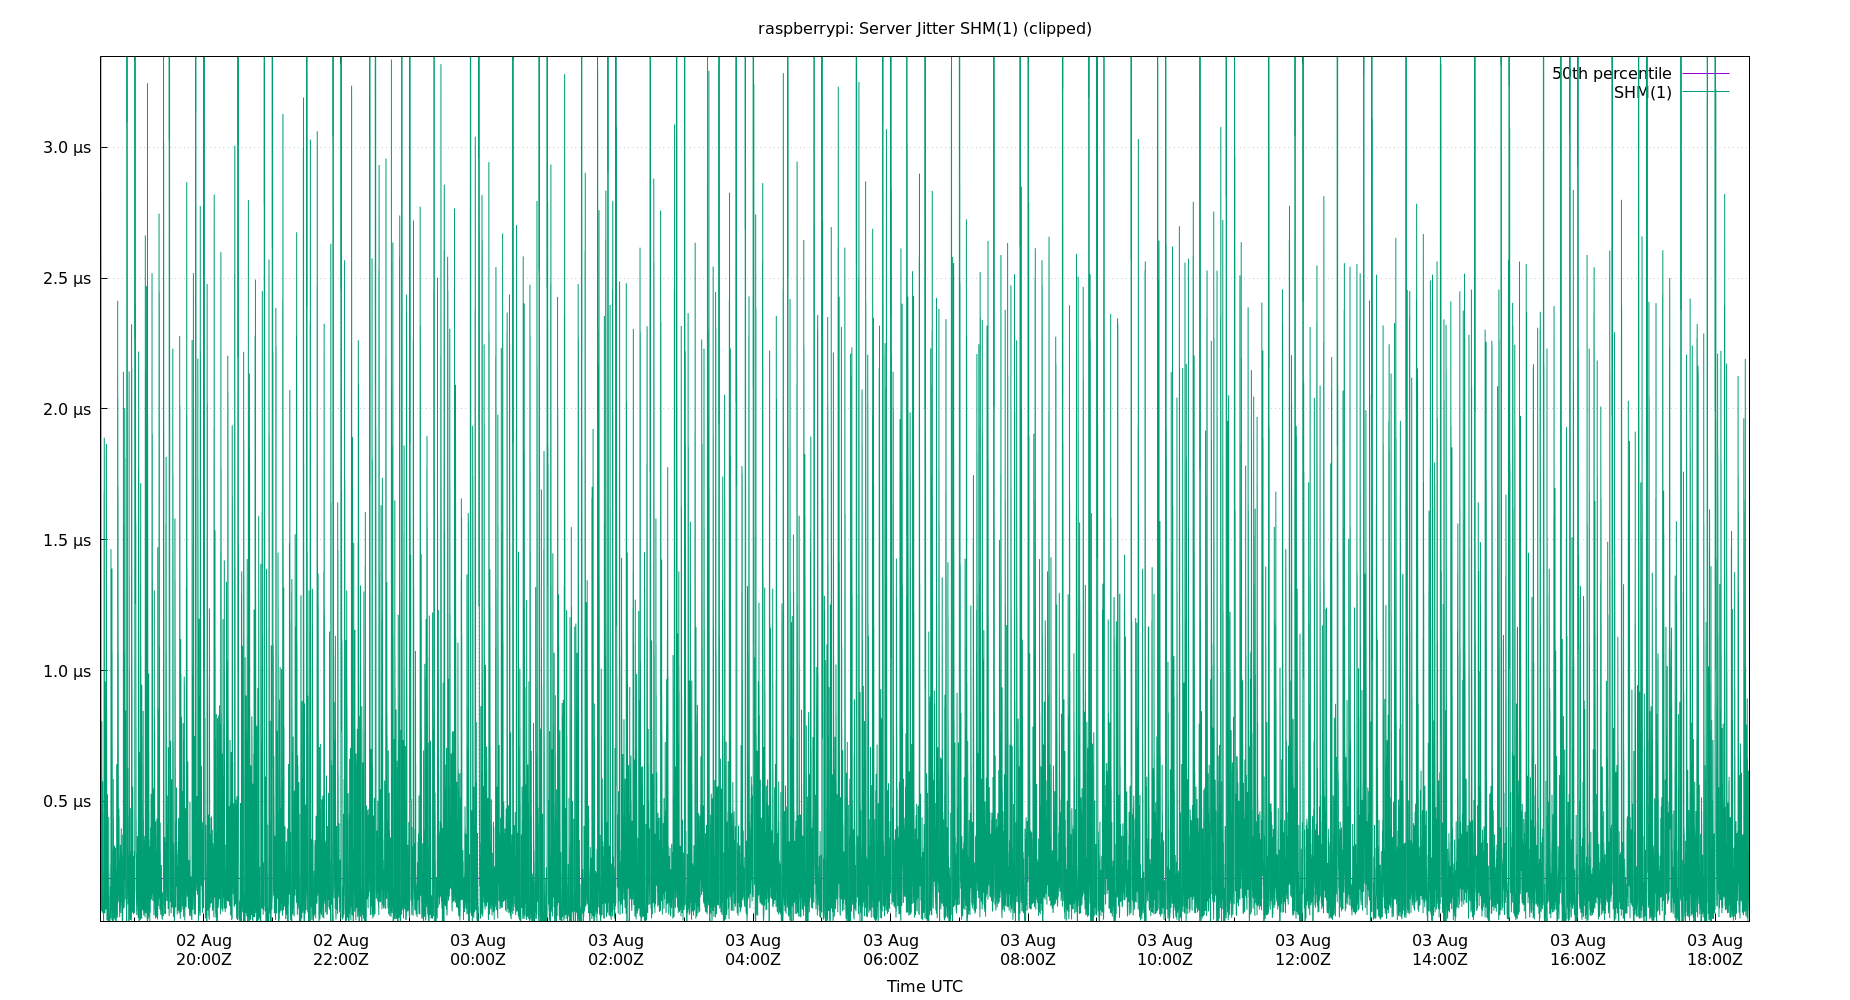 raspberrypi: Server Jitter SHM(1) (clipped)
50th percentile
SHM(1)
3.0 µs
2.5 µs
2.0 µs
1.5 µs
1.0 µs
0.5 µs
02 Aug 02 Aug 03 Aug 03 Aug 03 Aug 03 Aug 03 Aug 03 Aug 03 Aug 03 Aug 03 Aug 03 Aug
20:00Z 22:00Z 00:00Z 02:00Z 04:00Z 06:00Z 08:00Z 10:00Z 12:00Z 14:00Z 16:00Z 18:00Z
Time UTC